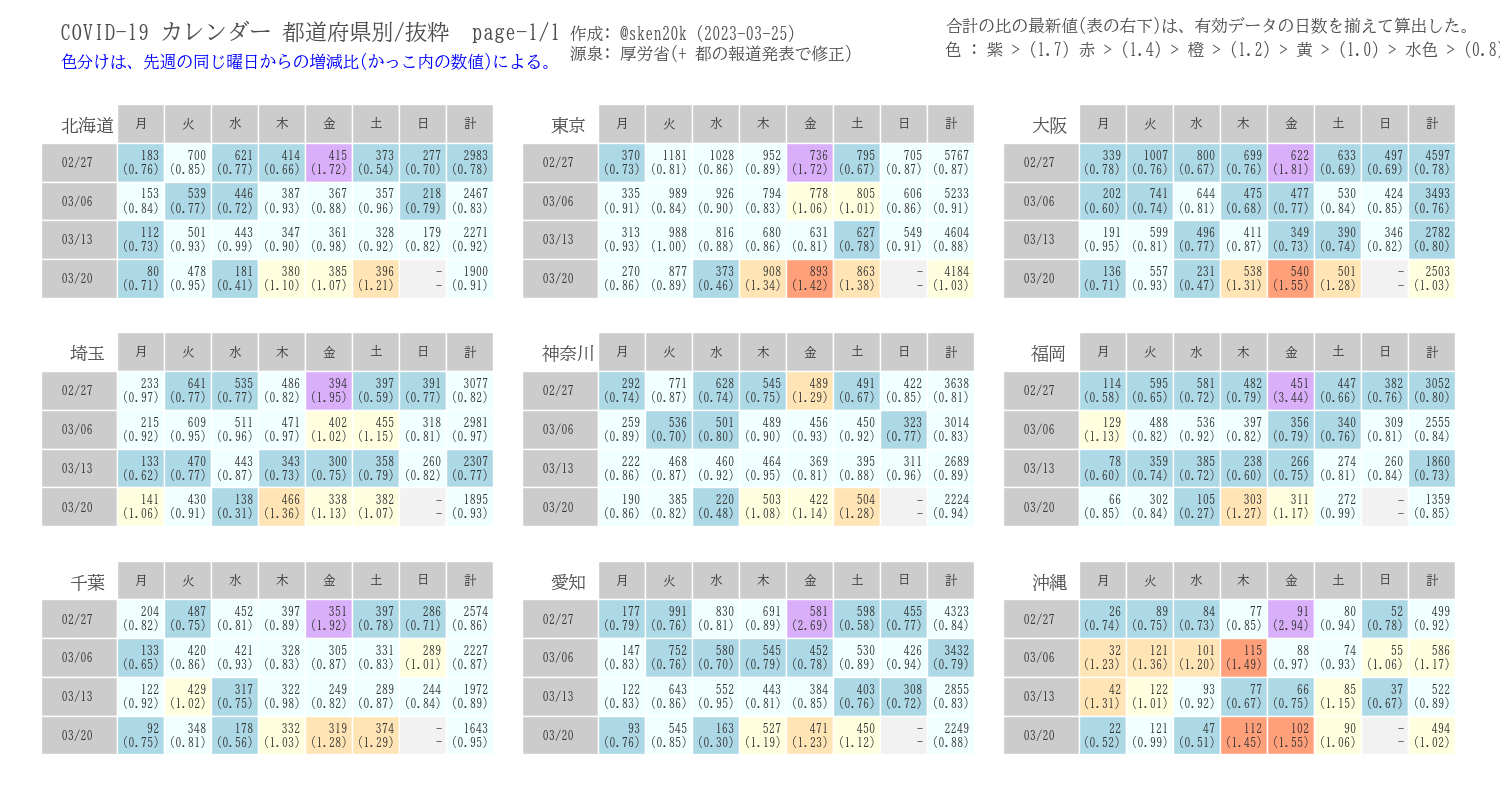 COVID-19 カレンダー 都道府県別/抜粋 page-1/1
色分けは、先週の同じ曜日からの増減比(かっこ内の数値)による。
作成: @sken20k (2023-03-25)
源泉: 厚労省(+ 都の報道発表で修正)
合計の比の最新値(表の右下)は、有効データの日数を揃えて算出した。
色 : 紫 > (1.7) 赤 > (1.4) 橙 > (1.2) 黄 > (1.0) > 水色 > (0.8)
北海道 月 火 水 木 金 土 日 計
02/27 183 700 621 414 415 373 277 2983
(0.76) (0.85) (0.77) (0.66) (1.72) (0.54) (0.70) (0.78)
03/06 153 539 446 387 367 357 218 2467
(0.84) (0.77) (0.72) (0.93) (0.88) (0.96) (0.79) (0.83)
03/13 112 501 443 347 361 328 179 2271
(0.73) (0.93) (0.99) (0.90) (0.98) (0.92) (0.82) (0.92)
03/20 80 478 181 380 385 396 - 1900
(0.71) (0.95) (0.41) (1.10) (1.07) (1.21) - (0.91)
東京 月 火 水 木 金 土 日 計
02/27 370 1181 1028 952 736 795 705 5767
(0.73) (0.81) (0.86) (0.89) (1.72) (0.67) (0.87) (0.87)
03/06 335 989 926 794 778 805 606 5233
(0.91) (0.84) (0.90) (0.83) (1.06) (1.01) (0.86) (0.91)
03/13 313 988 816 680 631 627 549 4604
(0.93) (1.00) (0.88) (0.86) (0.81) (0.78) (0.91) (0.88)
03/20 270 877 373 908 893 863 - 4184
(0.86) (0.89) (0.46) (1.34) (1.42) (1.38) - (1.03)
大阪 月 火 水 木 金 土 日 計
02/27 339 1007 800 699 622 633 497 4597
(0.78) (0.76) (0.67) (0.76) (1.81) (0.69) (0.69) (0.78)
03/06 202 741 644 475 477 530 424 3493
(0.60) (0.74) (0.81) (0.68) (0.77) (0.84) (0.85) (0.76)
03/13 191 599 496 411 349 390 346 2782
(0.95) (0.81) (0.77) (0.87) (0.73) (0.74) (0.82) (0.80)
03/20 136 557 231 538 540 501 - 2503
(0.71) (0.93) (0.47) (1.31) (1.55) (1.28) - (1.03)
埼玉 月 火 水 木 金 土 日 計
02/27 233 641 535 486 394 397 391 3077
(0.97) (0.77) (0.77) (0.82) (1.95) (0.59) (0.77) (0.82)
03/06 215 609 511 471 402 455 318 2981
(0.92) (0.95) (0.96) (0.97) (1.02) (1.15) (0.81) (0.97)
03/13 133 470 443 343 300 358 260 2307
(0.62) (0.77) (0.87) (0.73) (0.75) (0.79) (0.82) (0.77)
03/20 141 430 138 466 338 382 - 1895
(1.06) (0.91) (0.31) (1.36) (1.13) (1.07) - (0.93)
神奈川 月 火 水 木 金 土 日 計
02/27 292 771 628 545 489 491 422 3638
(0.74) (0.87) (0.74) (0.75) (1.29) (0.67) (0.85) (0.81)
03/06 259 536 501 489 456 450 323 3014
(0.89) (0.70) (0.80) (0.90) (0.93) (0.92) (0.77) (0.83)
03/13 222 468 460 464 369 395 311 2689
(0.86) (0.87) (0.92) (0.95) (0.81) (0.88) (0.96) (0.89)
03/20 190 385 220 503 422 504 - 2224
(0.86) (0.82) (0.48) (1.08) (1.14) (1.28) - (0.94)
福岡 月 火 水 木 金 土 日 計
02/27 114 595 581 482 451 447 382 3052
(0.58) (0.65) (0.72) (0.79) (3.44) (0.66) (0.76) (0.80)
03/06 129 488 536 397 356 340 309 2555
(1.13) (0.82) (0.92) (0.82) (0.79) (0.76) (0.81) (0.84)
03/13 78 359 385 238 266 274 260 1860
(0.60) (0.74) (0.72) (0.60) (0.75) (0.81) (0.84) (0.73)
03/20 66 302 105 303 311 272 - 1359
(0.85) (0.84) (0.27) (1.27) (1.17) (0.99) - (0.85)
千葉 月 火 水 木 金 土 日 計
02/27 204 487 452 397 351 397 286 2574
(0.82) (0.75) (0.81) (0.89) (1.92) (0.78) (0.71) (0.86)
03/06 133 420 421 328 305 331 289 2227
(0.65) (0.86) (0.93) (0.83) (0.87) (0.83) (1.01) (0.87)
03/13 122 429 317 322 249 289 244 1972
(0.92) (1.02) (0.75) (0.98) (0.82) (0.87) (0.84) (0.89)
03/20 92 348 178 332 319 374 - 1643
(0.75) (0.81) (0.56) (1.03) (1.28) (1.29) - (0.95)
愛知 月 火 水 木 金 土 日 計
02/27 177 991 830 691 581 598 455 4323
(0.79) (0.76) (0.81) (0.89) (2.69) (0.58) (0.77) (0.84)
03/06 147 752 580 545 452 530 426 3432
(0.83) (0.76) (0.70) (0.79) (0.78) (0.89) (0.94) (0.79)
03/13 122 643 552 443 384 403 308 2855
(0.83) (0.86) (0.95) (0.81) (0.85) (0.76) (0.72) (0.83)
03/20 93 545 163 527 471 450 - 2249
(0.76) (0.85) (0.30) (1.19) (1.23) (1.12) - (0.88)
沖縄 月 火 水 木 金 土 日 計
02/27 26 89 84 77 91 80 52 499
(0.74) (0.75) (0.73) (0.85) (2.94) (0.94) (0.78) (0.92)
03/06 32 121 101 115 88 74 55 586
(1.23) (1.36) (1.20) (1.49) (0.97) (0.93) (1.06) (1.17)
03/13 42 122 93 77 66 85 37 522
(1.31) (1.01) (0.92) (0.67) (0.75) (1.15) (0.67) (0.89)
03/20 22 121 47 112 102 90 - 494
(0.52) (0.99) (0.51) (1.45) (1.55) (1.06) - (1.02)